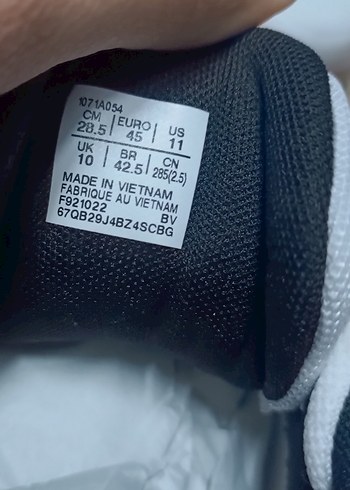 1071A054
CM 28.5 | EURO 45 | US 11
UK 10 | BR 42.5 | CN 285(2.5)
MADE IN VIETNAM
FABRIQUE AU VIETNAM
F921022 BV
67QB29J4BZ4SCBG